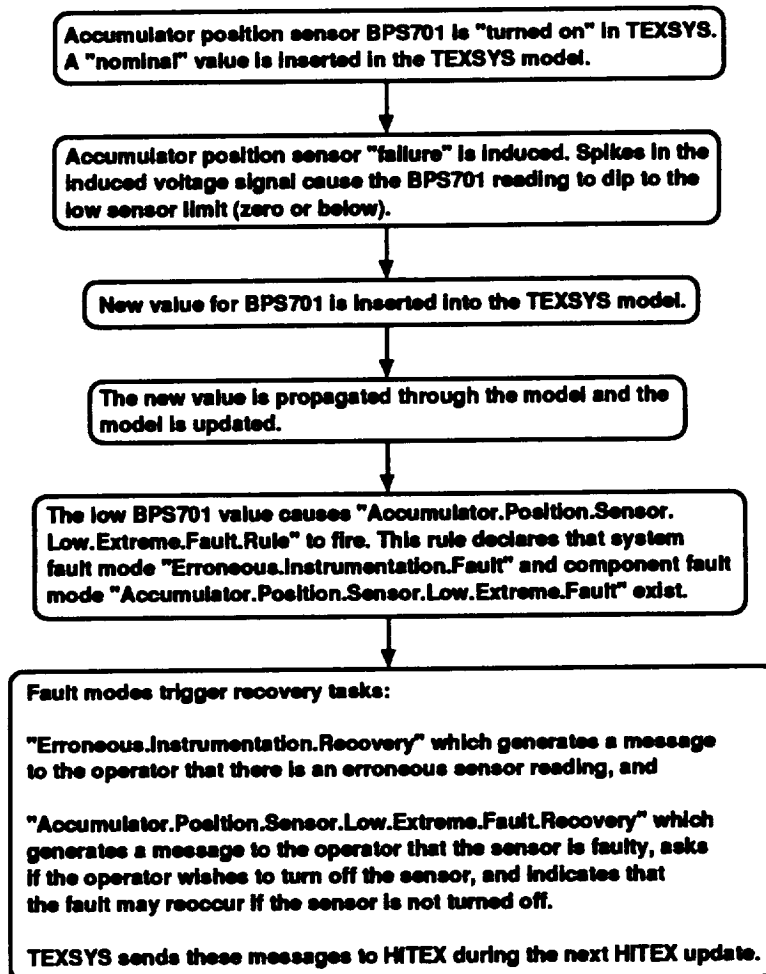 Accumulator position sensor BPS701 is "turned on" in TEXSYS.
A "nominal" value is inserted in the TEXSYS model.
Accumulator position sensor "failure" is induced. Spikes in the
induced voltage signal cause the BPS701 reading to dip to the
low sensor limit (zero or below).
New value for BPS701 is inserted into the TEXSYS model.
The new value is propagated through the model and the
model is updated.
The low BPS701 value causes "Accumulator.Position.Sensor.
Low.Extreme.Fault.Rule" to fire. This rule declares that system
fault mode "Erroneous.Instrumentation.Fault" and component fault
mode "Accumulator.Position.Sensor.Low.Extreme.Fault" exist.
Fault modes trigger recovery tasks:
"Erroneous.Instrumentation.Recovery" which generates a message
to the operator that there is an erroneous sensor reading, and
"Accumulator.Position.Sensor.Low.Extreme.Fault.Recovery" which
generates a message to the operator that the sensor is faulty, asks
if the operator wishes to turn off the sensor, and indicates that
the fault may reoccur if the sensor is not turned off.
TEXSYS sends these messages to HITEX during the next HITEX update.